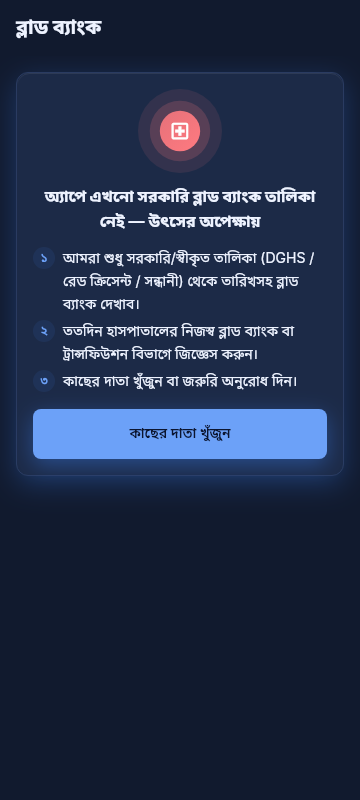 ব্লাড ব্যাংক
অ্যাপে এখনো সরকারি ব্লাড ব্যাংক তালিকা
নেই — উৎসের অপেক্ষায়
১ আমরা শুধু সরকারি/স্বীকৃত তালিকা (DGHS /
রেড ক্রিসেন্ট / সন্ধানী) থেকে তারিখসহ ব্লাড
ব্যাংক দেখাব।
২ ততদিন হাসপাতালের নিজস্ব ব্লাড ব্যাংক বা
ট্রান্সফিউশন বিভাগে জিজ্ঞেস করুন।
৩ কাছের দাতা খুঁজুন বা জরুরি অনুরোধ দিন।
কাছের দাতা খুঁজুন